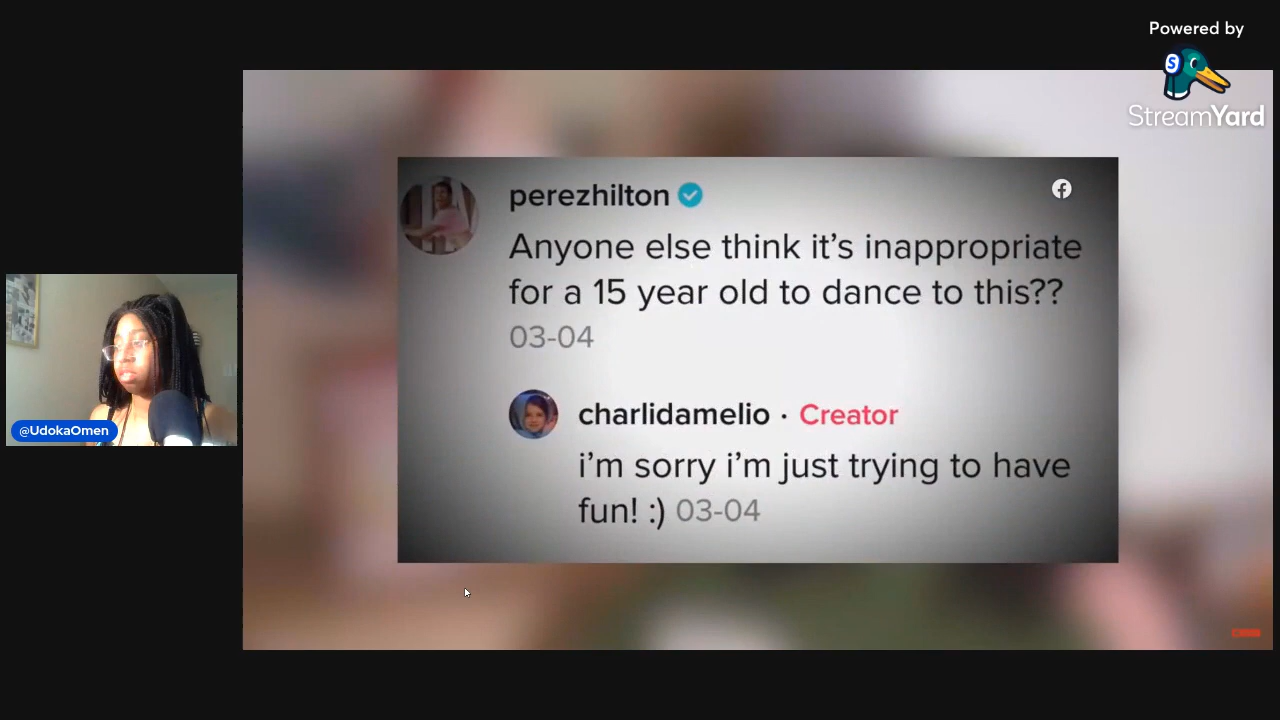 Powered by
StreamYard
perezhilton
Anyone else think it's inappropriate
for a 15 year old to dance to this??
03-04
charlidamelio · Creator
i'm sorry i'm just trying to have
fun! :) 03-04
@UdokaOmen